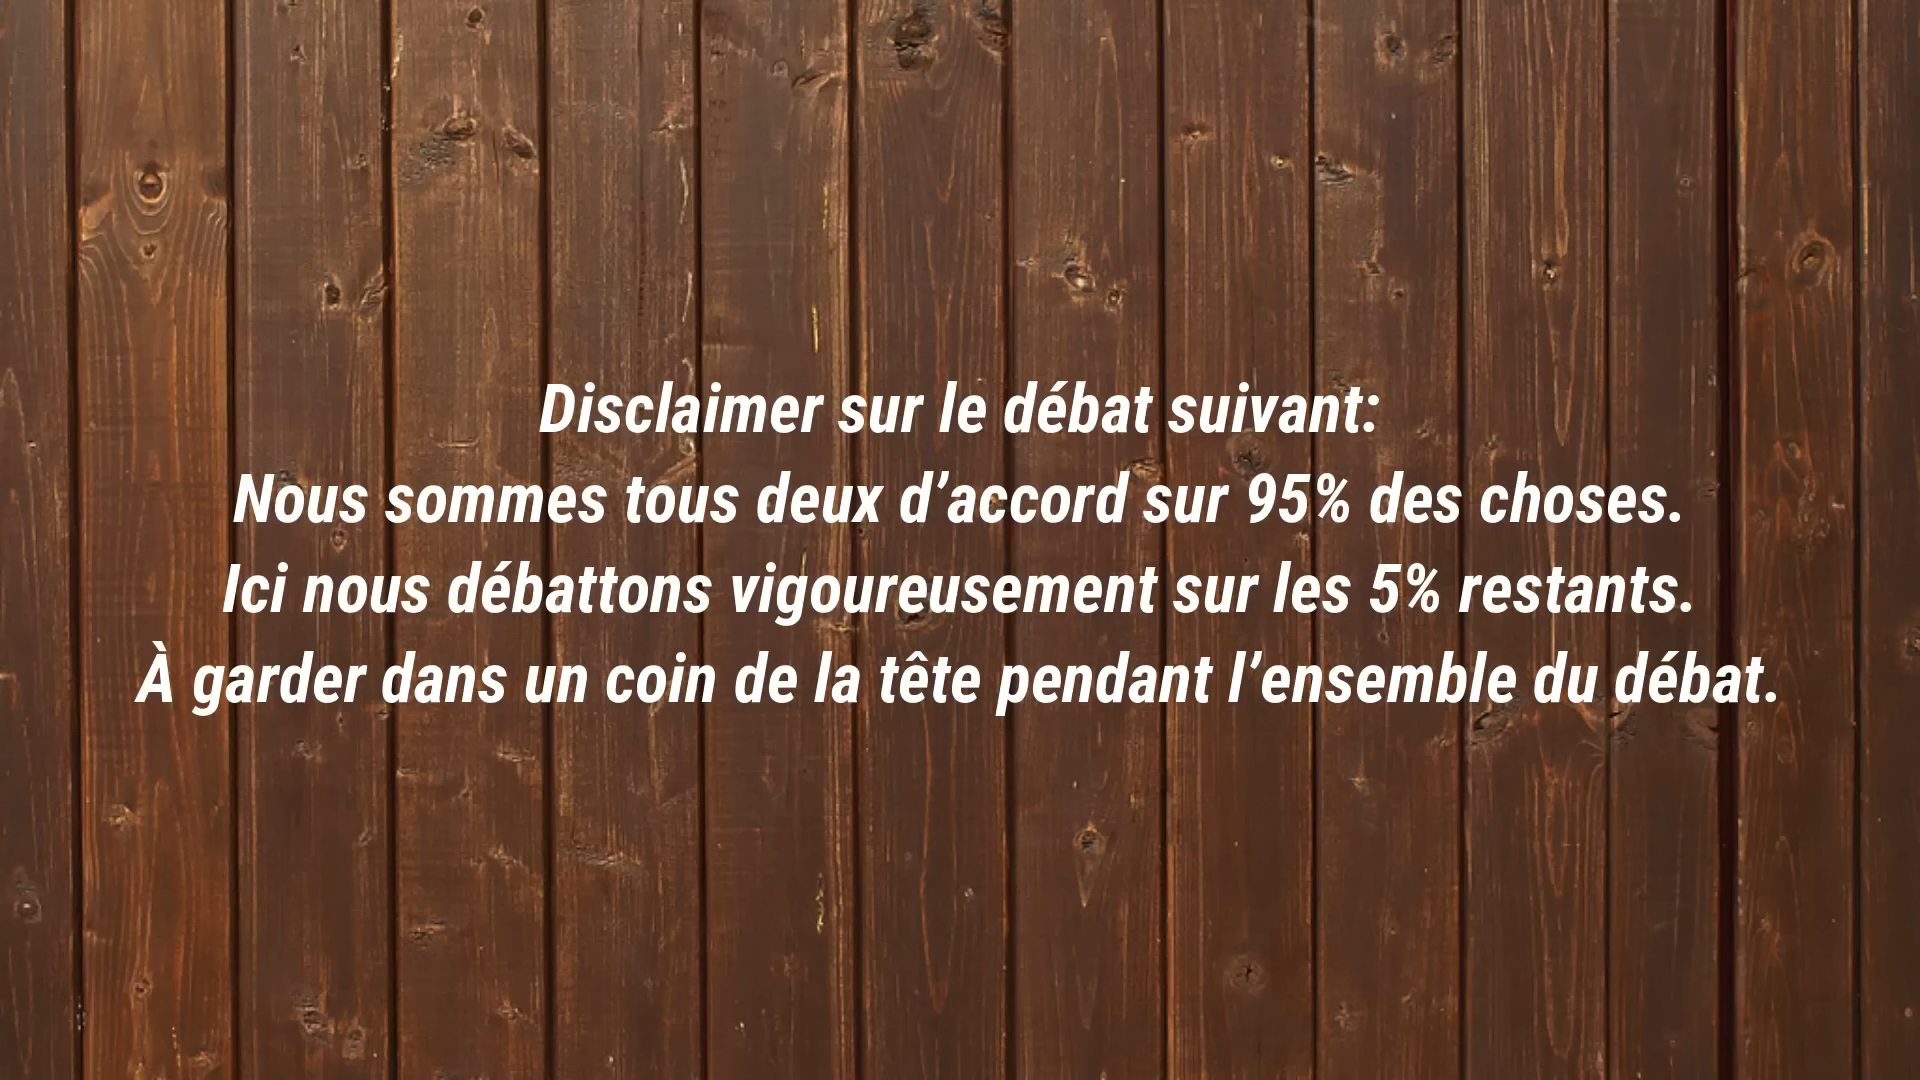 Disclaimer sur le débat suivant:
Nous sommes tous deux d’accord sur 95% des choses.
Ici nous débattons vigoureusement sur les 5% restants.
À garder dans un coin de la tête pendant l’ensemble du débat.